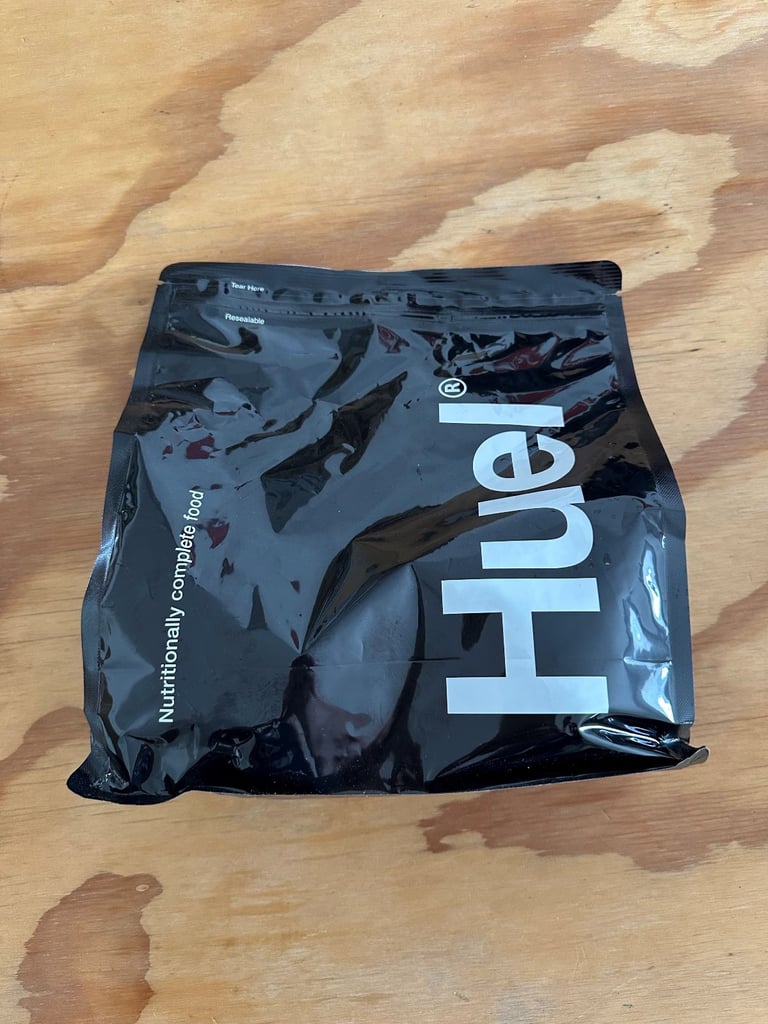 Tear Here
Resealable
Huel®
Nutritionally complete food